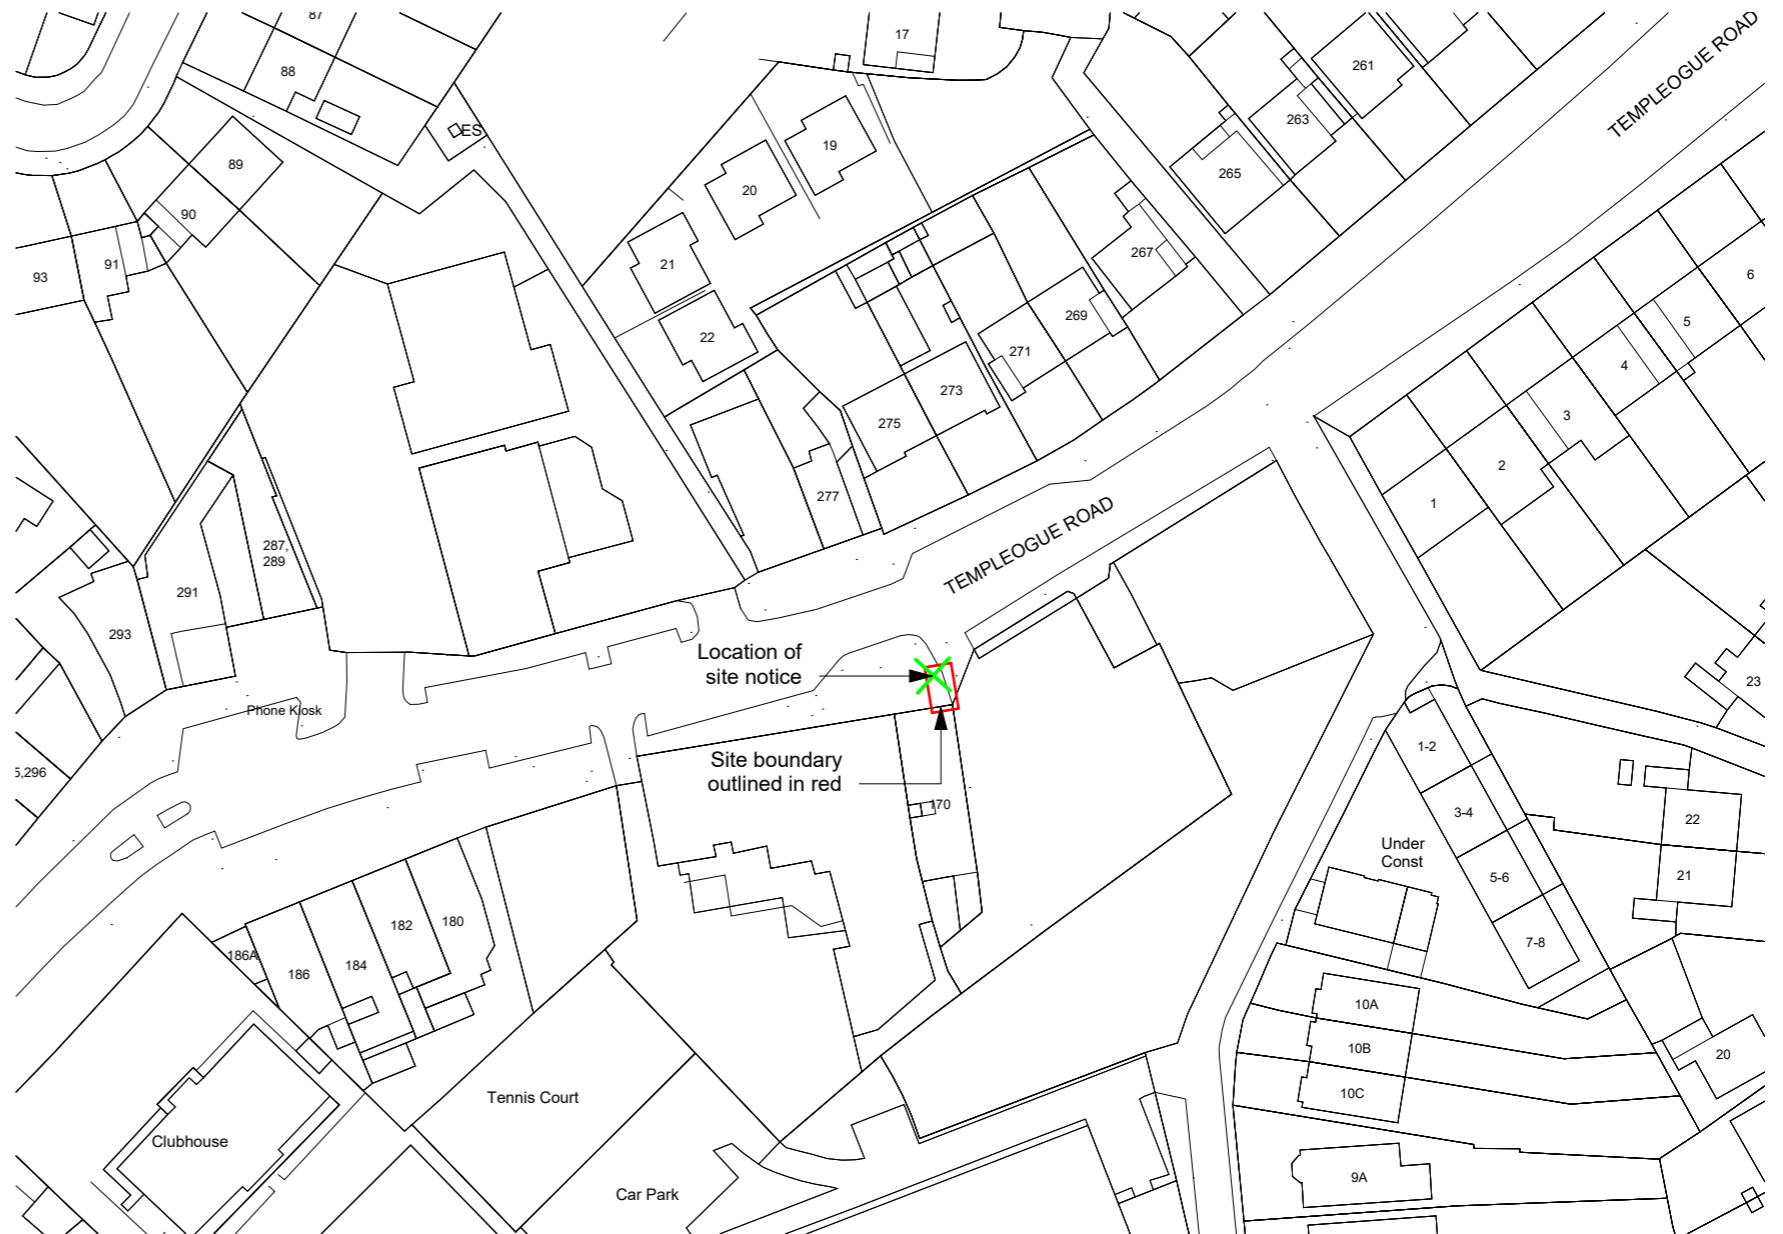 87
17
TEMPLEOGUE ROAD
88
261
ES
263
19
89
265
20
90
267
21
91
93
6
22
269
5
271
4
273
3
275
2
277
1
TEMPLEOGUE ROAD
287,
289
291
293
Location of
site notice
23
Phone Kiosk
Site boundary
outlined in red
1-2
5,296
170
3-4
22
Under
Const
5-6
21
180
182
7-8
186A
184
186
10A
10B
20
10C
Tennis Court
Clubhouse
9A
Car Park